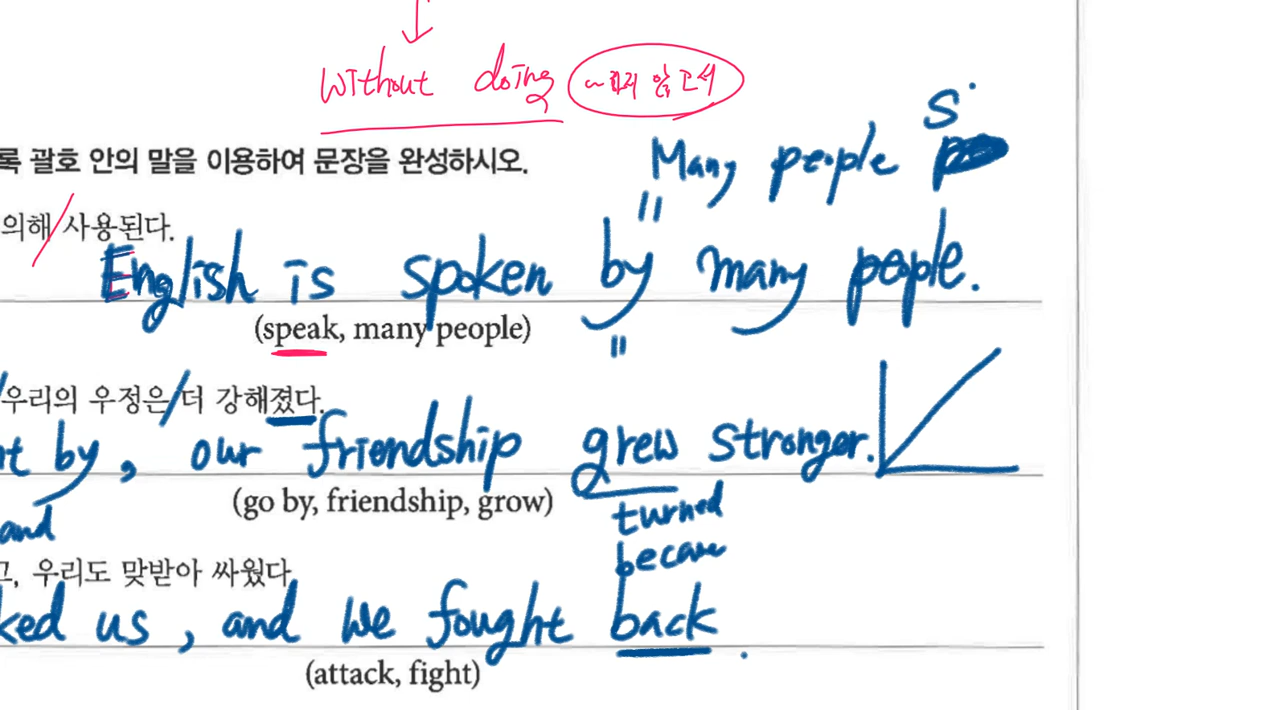 without doing ~하지 않고서
S
Many people
록 괄호 안의 말을 이용하여 문장을 완성하시오.
의해 사용된다.
English is spoken by many people.
(speak, many people)
우리의 우정은 더 강해졌다.
nt by, our friendship grew stronger.
(go by, friendship, grow)
and
turned
became
고, 우리도 맞받아 싸웠다
ked us, and we fought back.
(attack, fight)